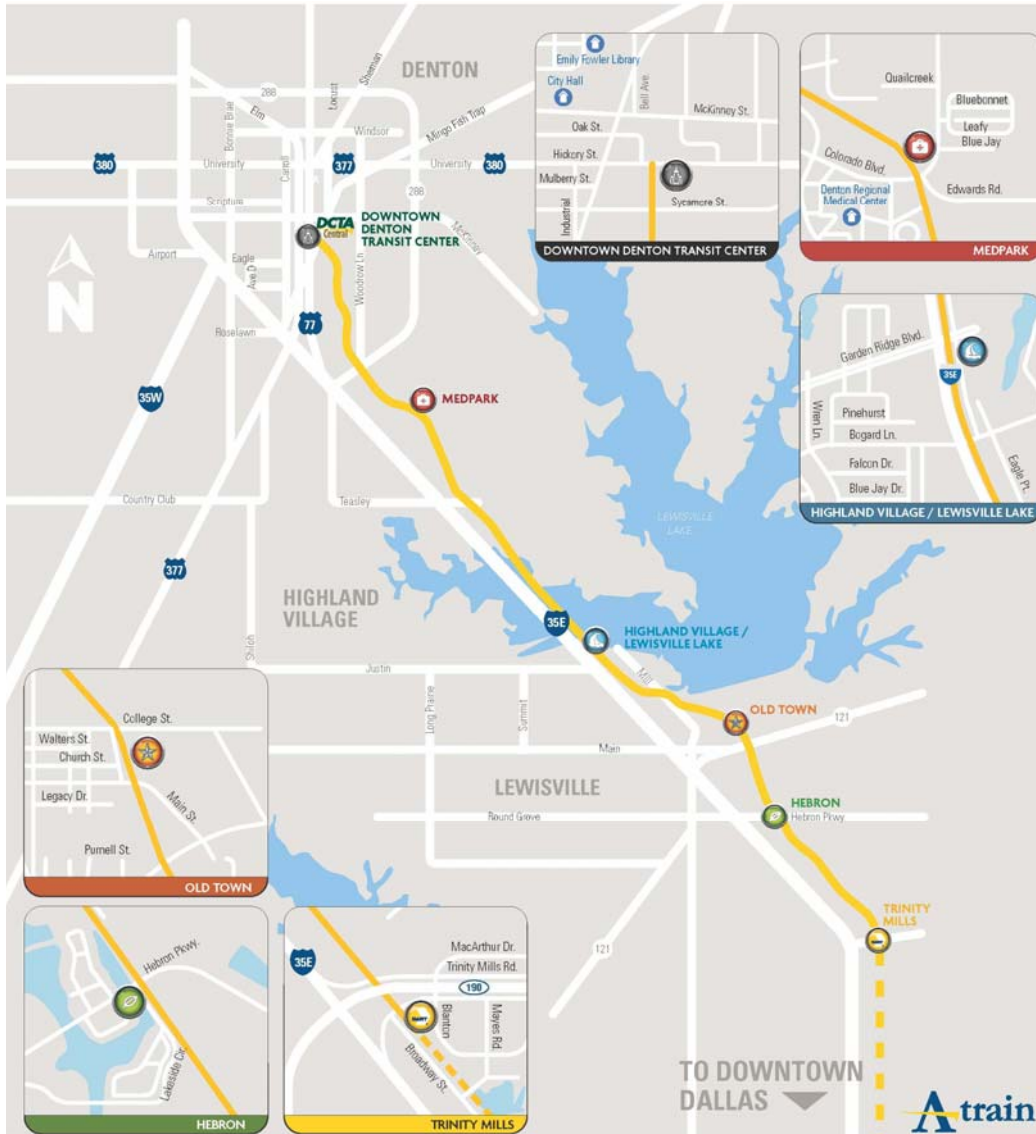 DENTON
288
Elm
Bonnie Brae
Locust
Sherman
Mingo Fish Trap
Windsor
Carroll
380
University
377
University
380
288
Scripture
McKinney
DCTA
Central
DOWNTOWN
DENTON
TRANSIT CENTER
Airport
Eagle
Ave D
Woodrow Ln
N
Roselawn
77
35W
MEDPARK
Country Club
Teasley
LEWISVILLE
LAKE
377
HIGHLAND
VILLAGE
35E
HIGHLAND VILLAGE /
LEWISVILLE LAKE
Shiloh
Justin
Mill
Long Prairie
Summit
OLD TOWN
121
Main
LEWISVILLE
HEBRON
Hebron Pkwy
Round Grove
TRINITY
MILLS
DART
121
TO DOWNTOWN
DALLAS
A train
Emily Fowler Library
City Hall
Bell Ave.
McKinney St.
Oak St.
Hickory St.
Mulberry St.
Industrial
Sycamore St.
DOWNTOWN DENTON TRANSIT CENTER
Quailcreek
Bluebonnet
Leafy
Blue Jay
Colorado Blvd.
Denton Regional
Medical Center
Edwards Rd.
MEDPARK
Garden Ridge Blvd.
35E
Wren Ln.
Pinehurst
Bogard Ln.
Falcon Dr.
Blue Jay Dr.
Eagle Pt.
HIGHLAND VILLAGE / LEWISVILLE LAKE
College St.
Walters St.
Church St.
Legacy Dr.
Main St.
Purnell St.
OLD TOWN
Hebron Pkwy.
Lakeside Cir.
HEBRON
35E
MacArthur Dr.
Trinity Mills Rd.
190
DART
Blanton
Mayes Rd.
Broadway St.
TRINITY MILLS